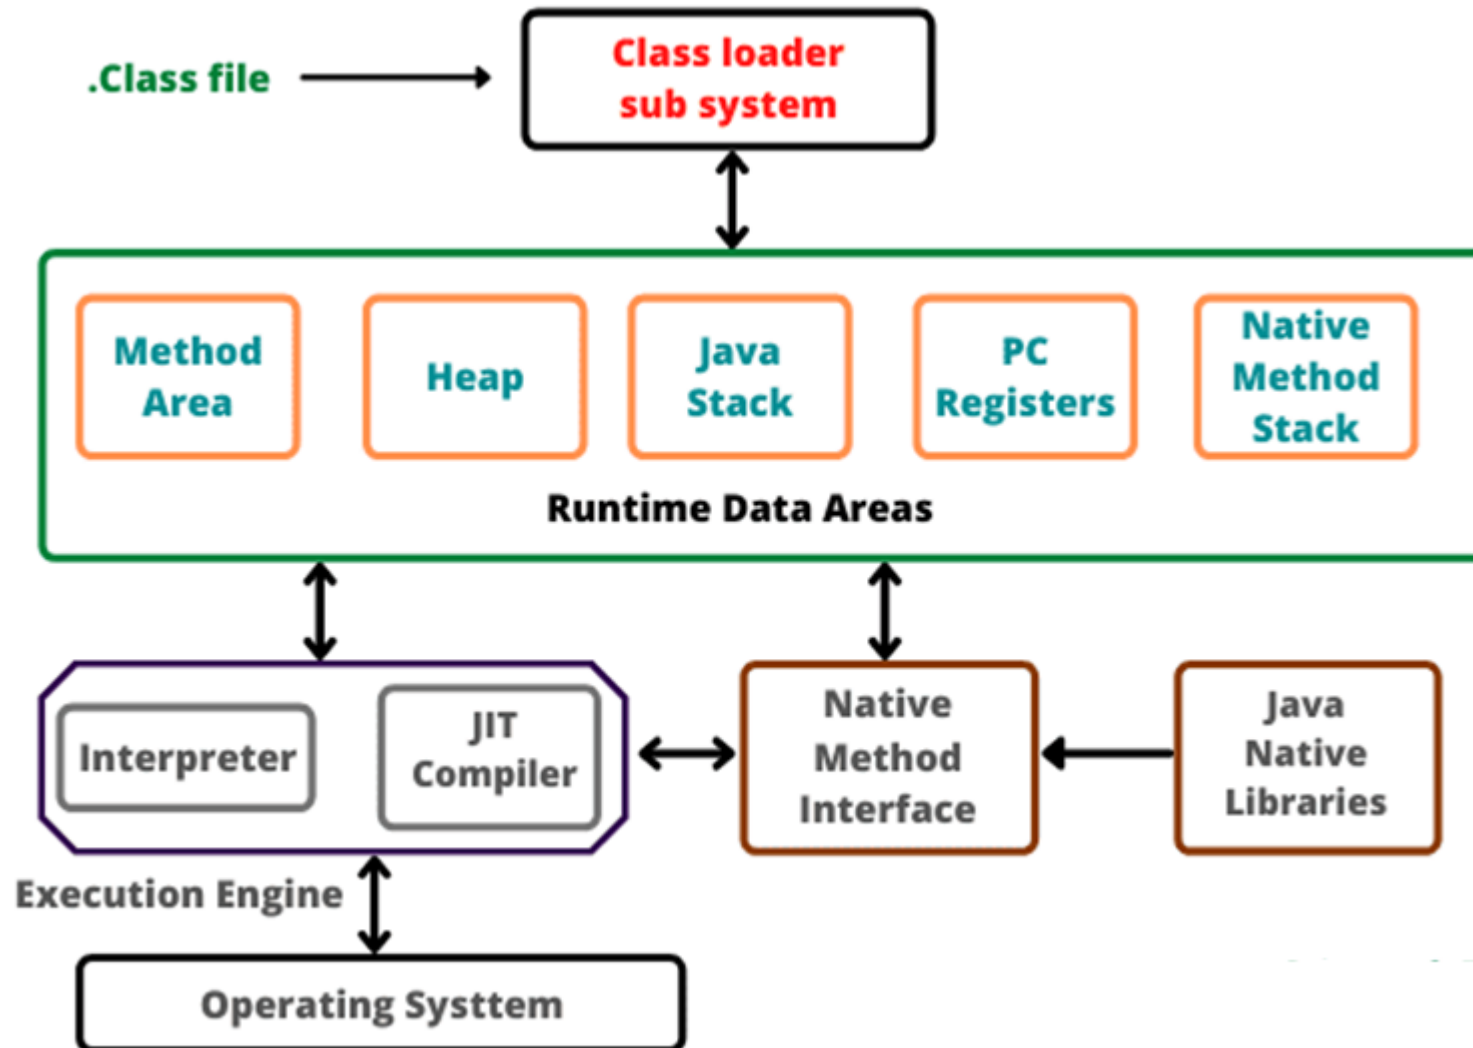 .Class file
Class loader
sub system
Method
Area
Heap
Java
Stack
PC
Registers
Native
Method
Stack
Runtime Data Areas
Interpreter
JIT
Compiler
Native
Method
Interface
Java
Native
Libraries
Execution Engine
Operating Systtem